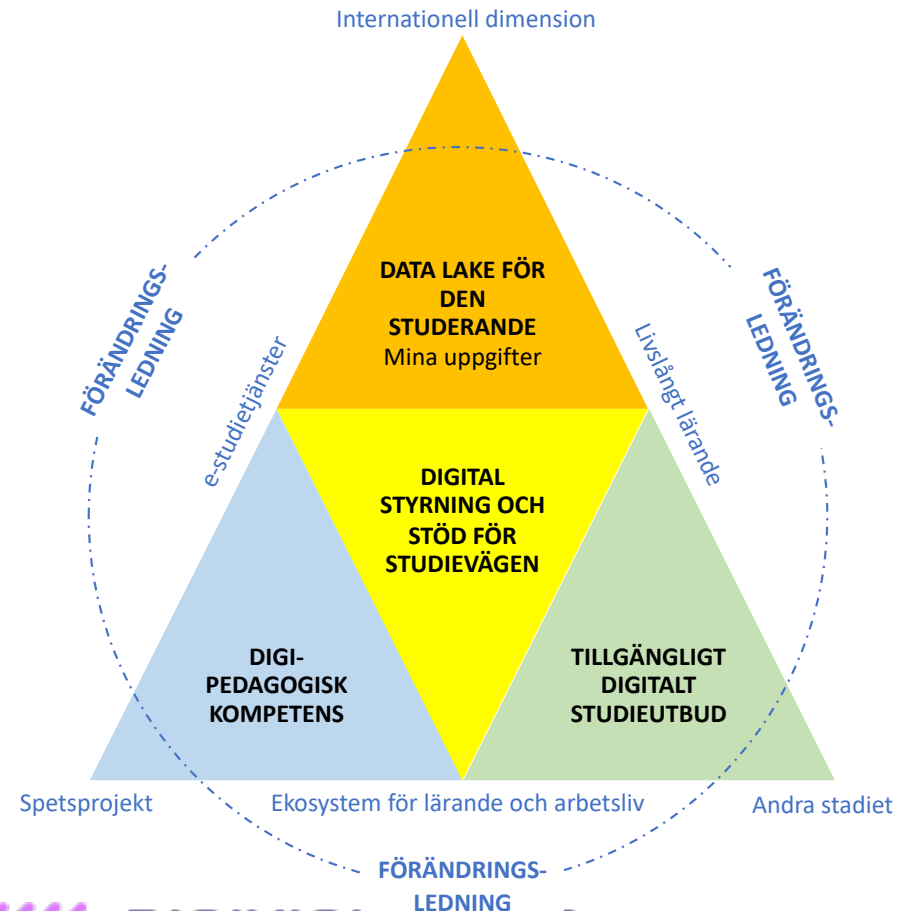 Internationell dimension
DATA LAKE FÖR
DEN
STUDERANDE
Mina uppgifter
FÖRÄNDRINGS-
LEDNING
FÖRÄNDRINGS-
LEDNING
e-studietjänster
Livslångt lärande
DIGITAL
STYRNING OCH
STÖD FÖR
STUDIEVÄGEN
DIGI-
PEDAGOGISK
KOMPETENS
TILLGÄNGLIGT
DIGITALT
STUDIEUTBUD
Spetsprojekt
Ekosystem för lärande och arbetsliv
Andra stadiet
FÖRÄNDRINGS-
LEDNING